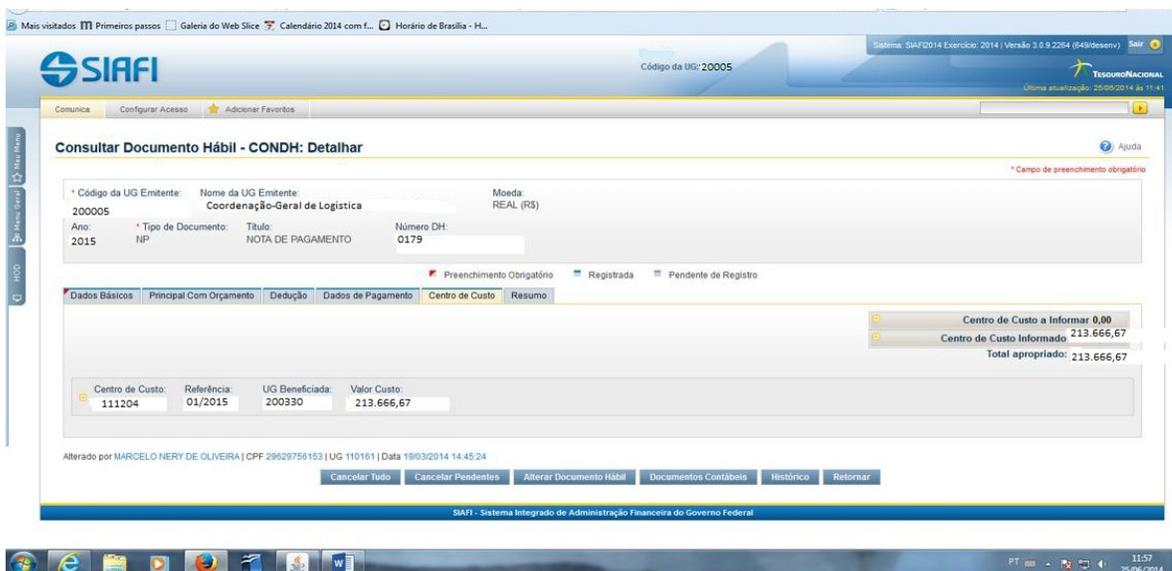 Mais visitados Primeiros passos Galeria do Web Slice Calendário 2014 com f... Horário de Brasília - H...
Sistema: SIAFI2014 Exercício: 2014 | Versão 3.0.9.2264 (649/desenv) Sair
SIAFI
Código da UG: 20005
TESOURONACIONAL
Última atualização: 25/06/2014 às 11:41
Comunica Configurar Acesso Adicionar Favoritos
Meu Menu
Menu Geral
HOD
Consultar Documento Hábil - CONDH: Detalhar
Ajuda
* Campo de preenchimento obrigatório
* Código da UG Emitente: Nome da UG Emitente: Moeda:
200005 Coordenação-Geral de Logística REAL (R$)
Ano: * Tipo de Documento: Título: Número DH:
2015 NP NOTA DE PAGAMENTO 0179
Preenchimento Obrigatório Registrada Pendente de Registro
Dados Básicos Principal Com Orçamento Dedução Dados de Pagamento Centro de Custo Resumo
Centro de Custo a Informar 0,00
Centro de Custo Informado 213.666,67
Total apropriado: 213.666,67
Centro de Custo: Referência: UG Beneficiada: Valor Custo:
111204 01/2015 200330 213.666,67
Alterado por MARCELO NERY DE OLIVEIRA | CPF 29629756153 | UG 110161 | Data 19/03/2014 14:45:24
Cancelar Tudo Cancelar Pendentes Alterar Documento Hábil Documentos Contábeis Histórico Retornar
SIAFI - Sistema Integrado de Administração Financeira do Governo Federal
PT 11:57
25/06/2014